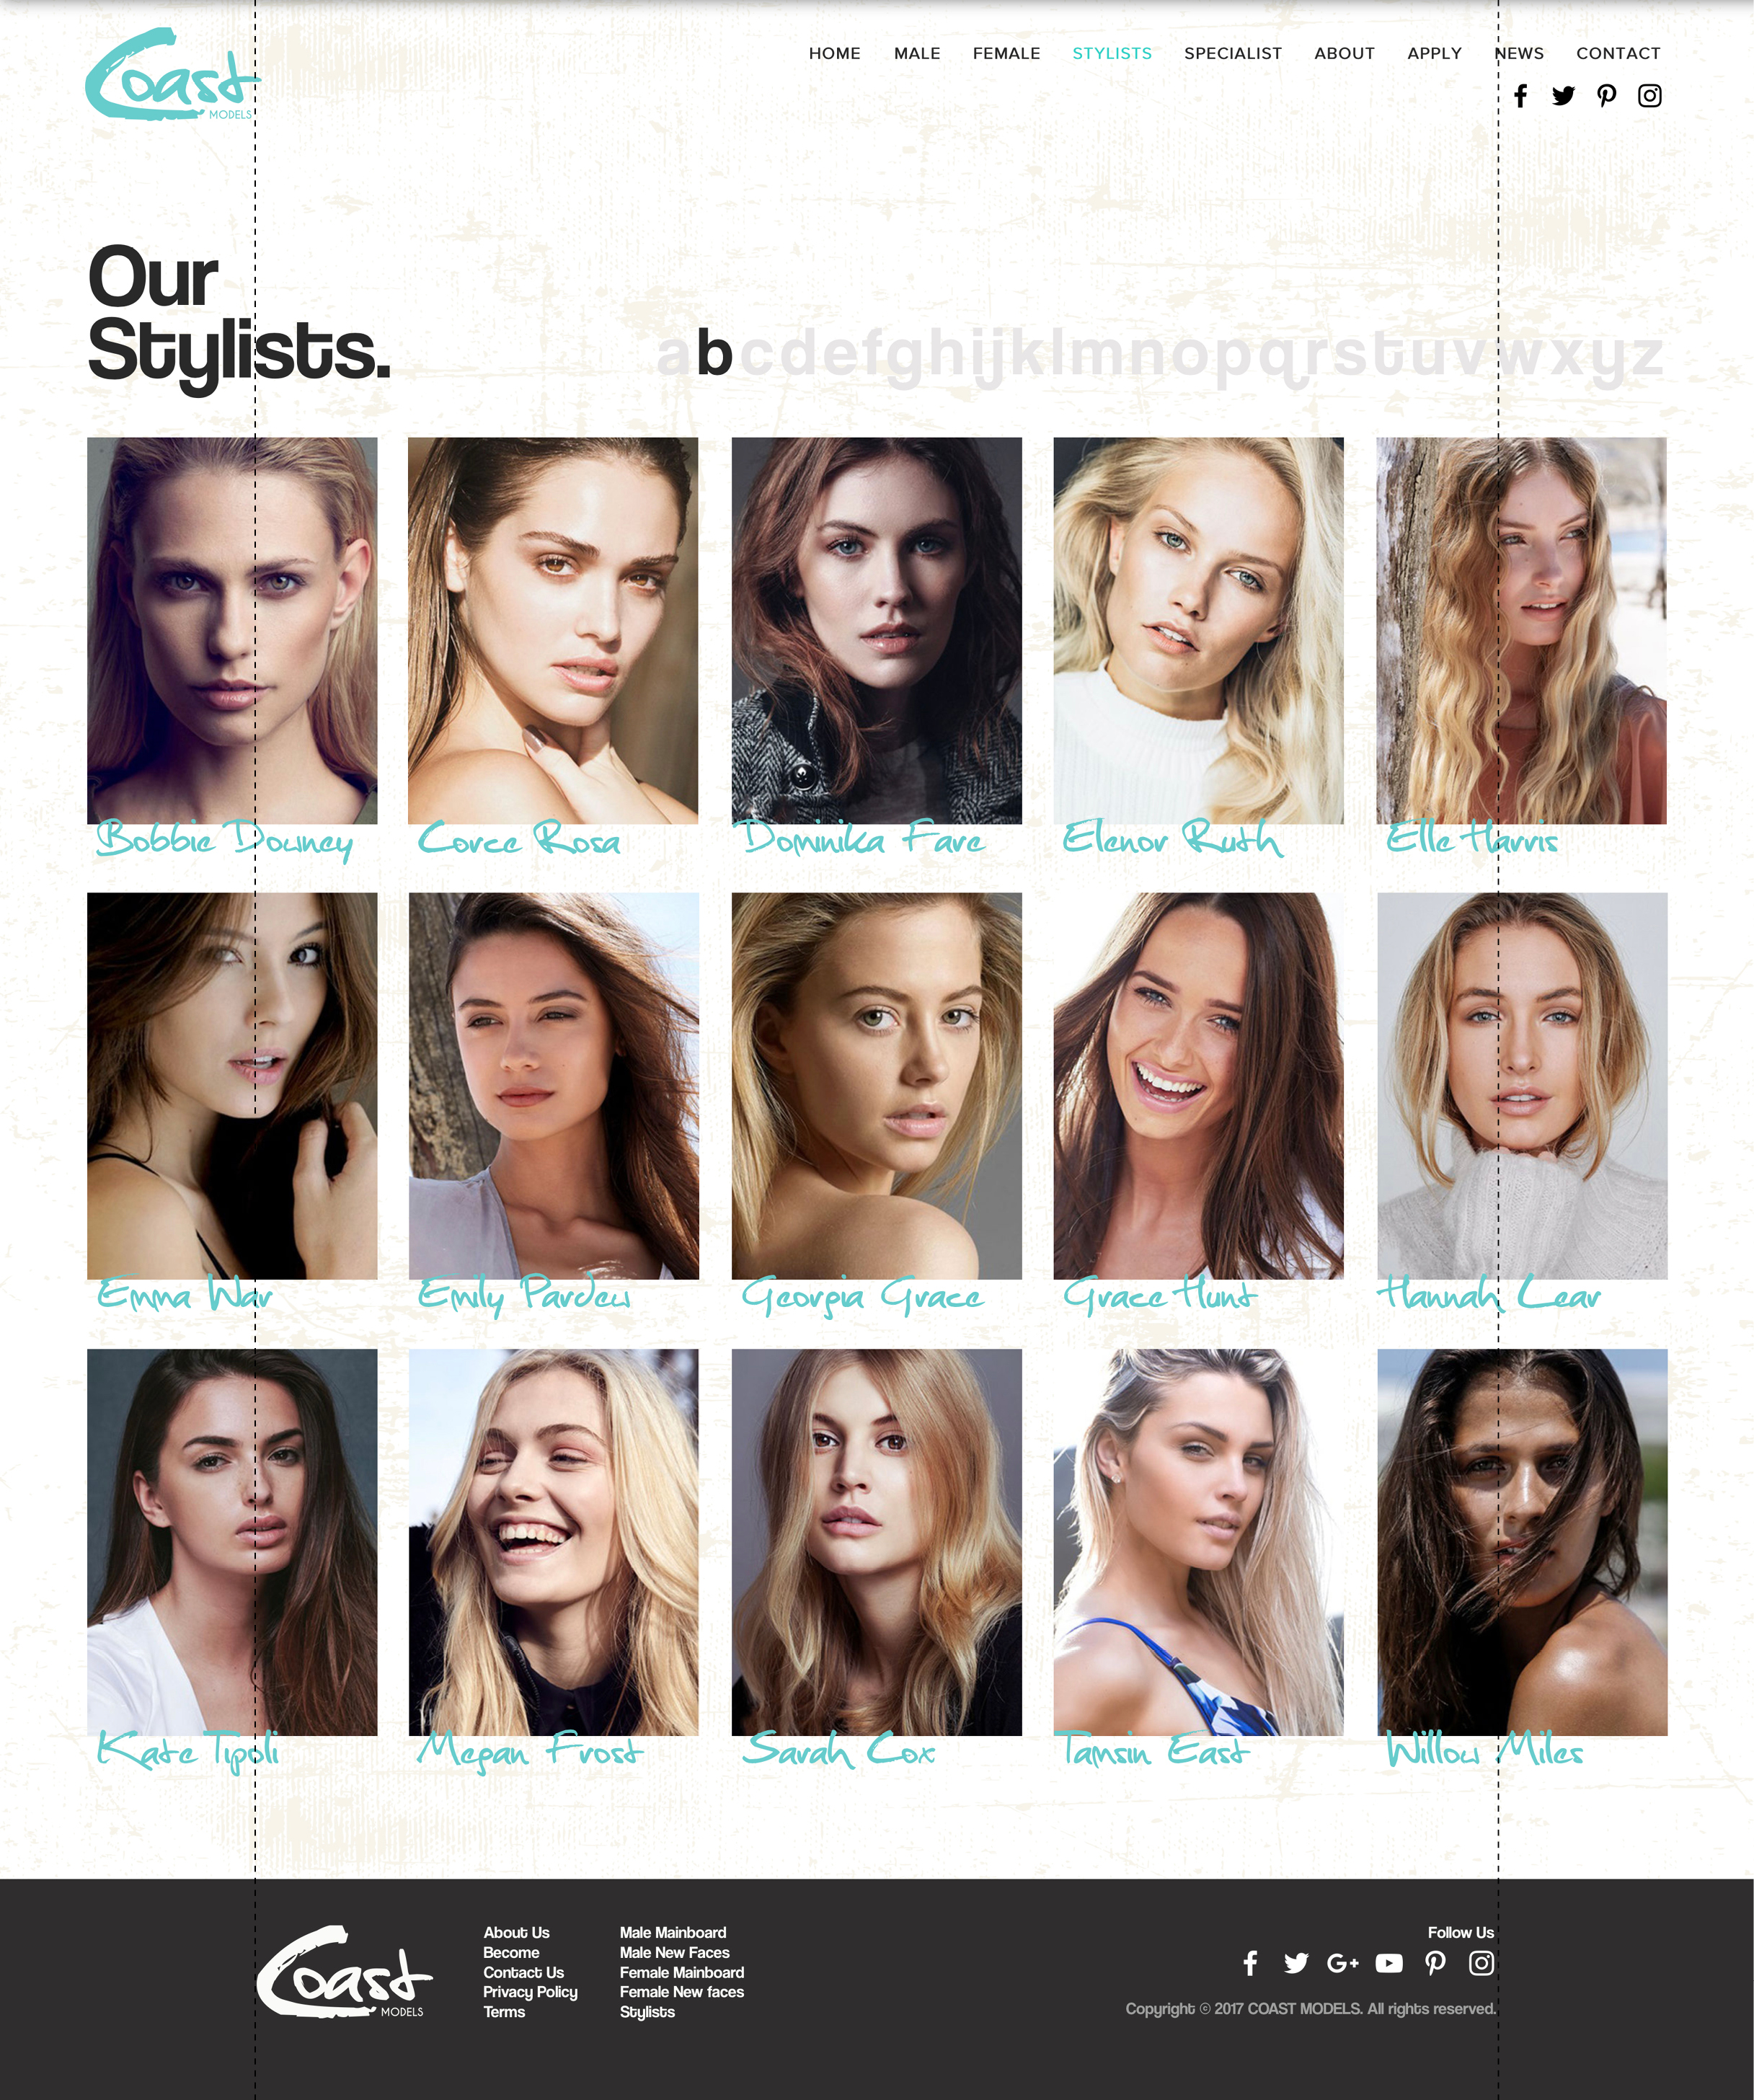 Coast
MODELS
HOME MALE FEMALE STYLISTS SPECIALIST ABOUT APPLY NEWS CONTACT
Our
Stylists.
abcdefghijklmnopqrstuvwxyz
Bobbie Downey
Corce Rosa
Dominika Fare
Elenor Ruth
Elle Harris
Emma War
Emily Pardew
Georgia Grace
Grace Hunt
Hannah Lear
Kate Tipoli
Megan Frost
Sarah Cox
Tamsin East
Willow Miles
Coast
MODELS
About Us
Become
Contact Us
Privacy Policy
Terms
Male Mainboard
Male New Faces
Female Mainboard
Female New faces
Stylists
Follow Us
Copyright © 2017 COAST MODELS. All rights reserved.